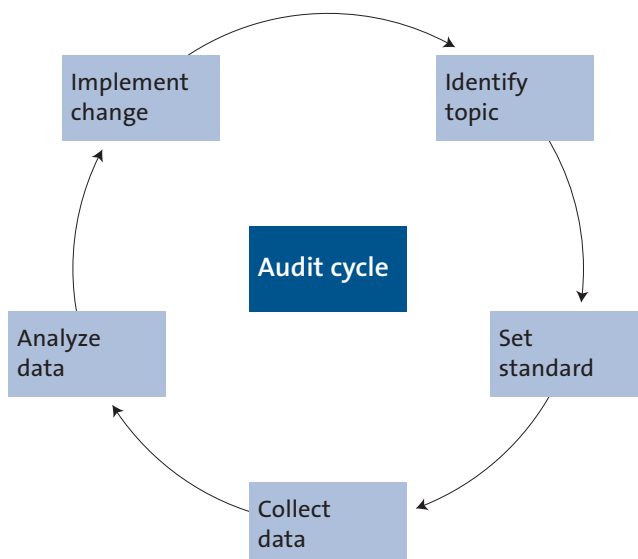 Implement
change
Identify
topic
Audit cycle
Analyze
data
Set
standard
Collect
data